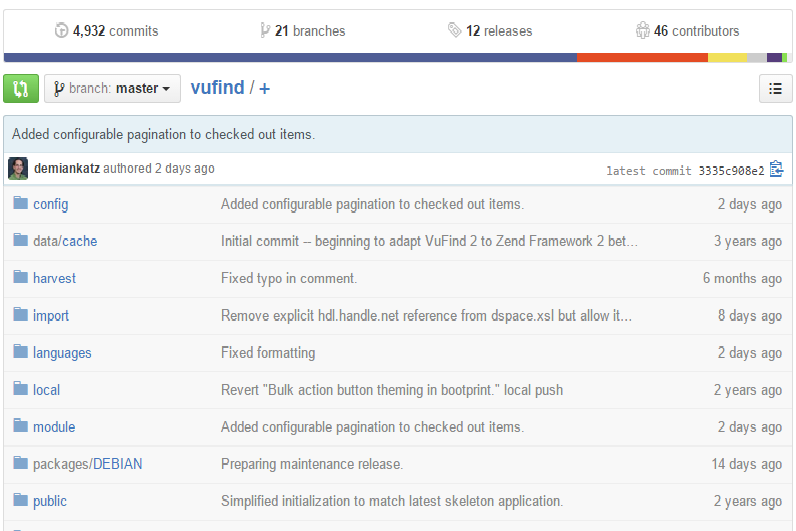 4,932 commits 21 branches 12 releases 46 contributors
branch: master vufind / +
Added configurable pagination to checked out items.
demiankatz authored 2 days ago latest commit 3335c908e2
config Added configurable pagination to checked out items. 2 days ago
data/cache Initial commit -- beginning to adapt VuFind 2 to Zend Framework 2 bet... 3 years ago
harvest Fixed typo in comment. 6 months ago
import Remove explicit hdl.handle.net reference from dspace.xsl but allow it... 8 days ago
languages Fixed formatting 2 days ago
local Revert "Bulk action button theming in bootprint." local push 2 years ago
module Added configurable pagination to checked out items. 2 days ago
packages/DEBIAN Preparing maintenance release. 14 days ago
public Simplified initialization to match latest skeleton application. 2 years ago